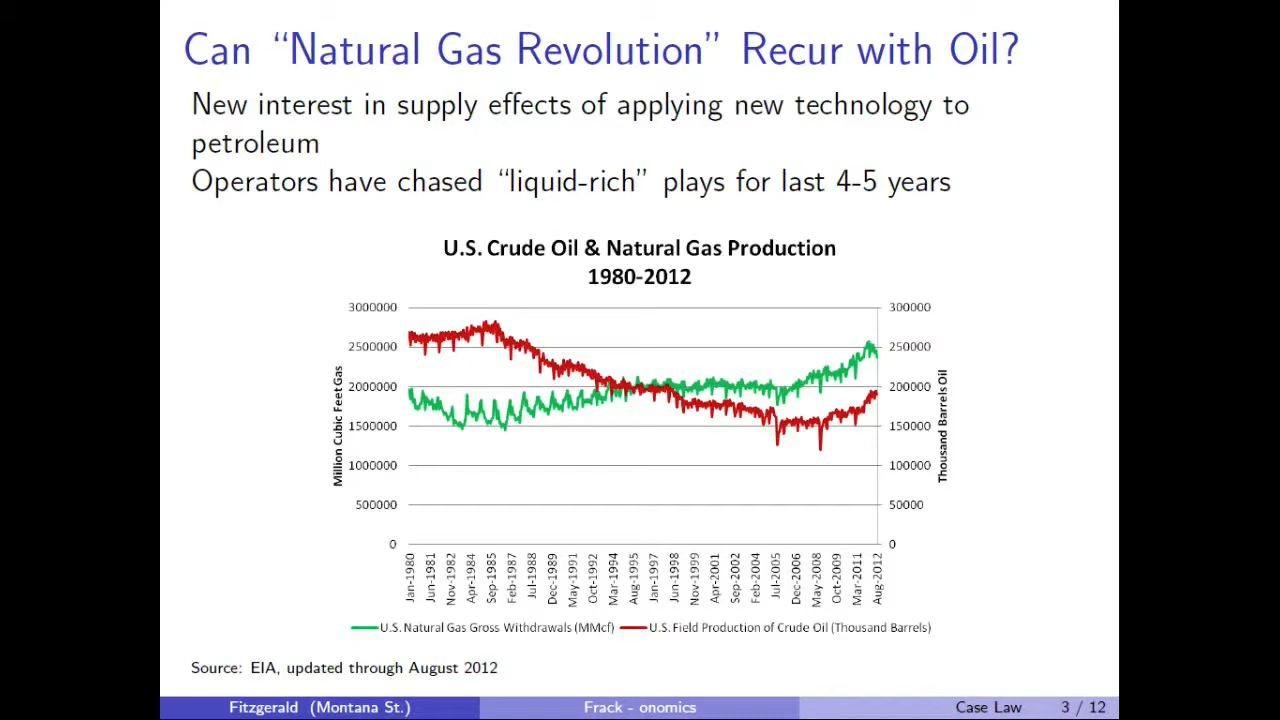 Can “Natural Gas Revolution” Recur with Oil?
New interest in supply effects of applying new technology to
petroleum
Operators have chased “liquid-rich” plays for last 4-5 years
U.S. Crude Oil & Natural Gas Production
1980-2012
Million Cubic FeetGas
3000000
2500000
2000000
1500000
1000000
500000
0
300000
250000
200000
150000
100000
50000
0
Thousand Barrels Oil
Jan-1980
Jun-1981
Nov-1982
Apr-1984
Sep-1985
Feb-1987
Jul-1988
Dec-1989
May-1991
Oct-1992
Mar-1994
Aug-1995
Jan-1997
Jun-1998
Nov-1999
Apr-2001
Sep-2002
Feb-2004
Jul-2005
Dec-2006
May-2008
Oct-2009
Mar-2011
Aug-2012
U.S. Natural Gas Gross Withdrawals (MMcf)
U.S. Field Production of Crude Oil (Thousand Barrels)
Source: EIA, updated through August 2012
Fitzgerald (Montana St.)
Frack - onomics
Case Law
3 / 12